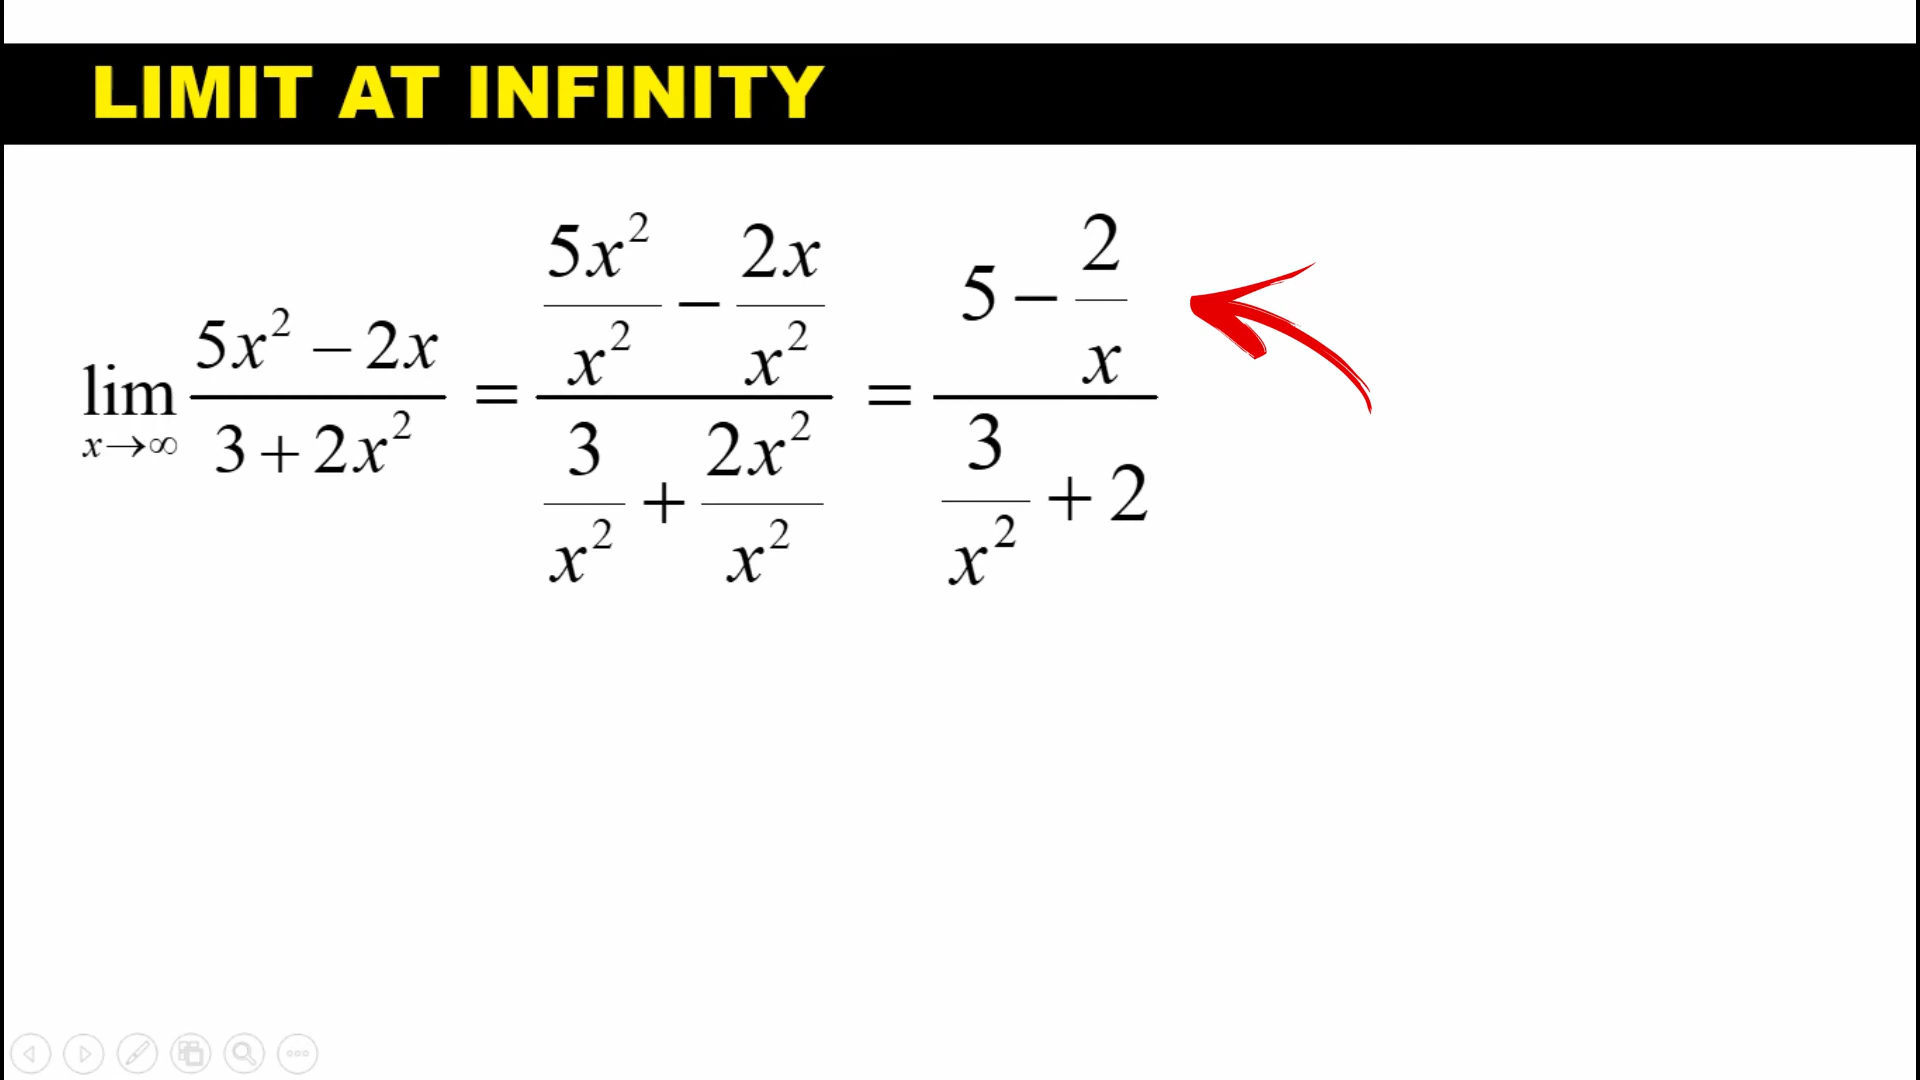 LIMIT AT INFINITY
lim x→∞ (5x² − 2x)/(3 + 2x²) = (5x²/x² − 2x/x²)/(3/x² + 2x²/x²) = (5 − 2/x)/(3/x² + 2)